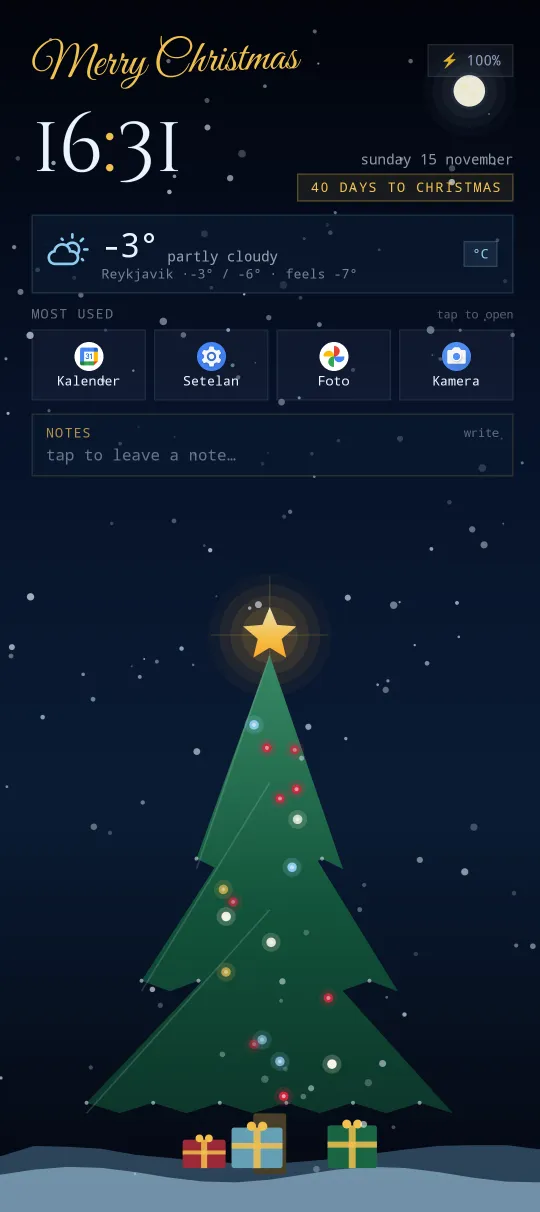 Merry Christmas
⚡ 100%
16:31
sunday 15 november
40 DAYS TO CHRISTMAS
-3° partly cloudy
°C
Reykjavik ·-3° / -6° · feels -7°
MOST USED
tap to open
31
Kalender
Setelan
Foto
Kamera
NOTES
write
tap to leave a note…